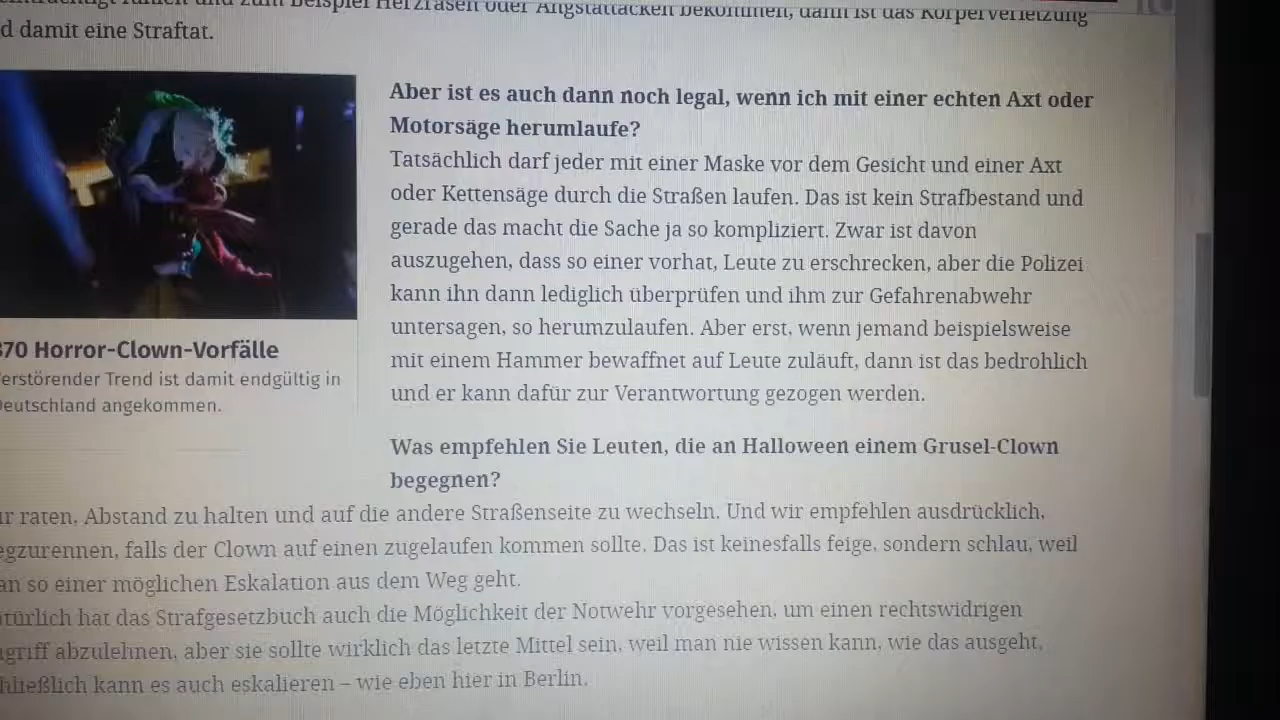 Beispiel Herzrasen oder Angstattacken bekommen, dann ist das Körperverletzung
d damit eine Straftat.
Aber ist es auch dann noch legal, wenn ich mit einer echten Axt oder
Motorsäge herumlaufe?
Tatsächlich darf jeder mit einer Maske vor dem Gesicht und einer Axt
oder Kettensäge durch die Straßen laufen. Das ist kein Strafbestand und
gerade das macht die Sache ja so kompliziert. Zwar ist davon
auszugehen, dass so einer vorhat, Leute zu erschrecken, aber die Polizei
kann ihn dann lediglich überprüfen und ihm zur Gefahrenabwehr
untersagen, so herumzulaufen. Aber erst, wenn jemand beispielsweise
mit einem Hammer bewaffnet auf Leute zuläuft, dann ist das bedrohlich
und er kann dafür zur Verantwortung gezogen werden.
370 Horror-Clown-Vorfälle
erstörender Trend ist damit endgültig in
Deutschland angekommen.
Was empfehlen Sie Leuten, die an Halloween einem Grusel-Clown
begegnen?
ir raten, Abstand zu halten und auf die andere Straßenseite zu wechseln. Und wir empfehlen ausdrücklich,
egzurennen, falls der Clown auf einen zugelaufen kommen sollte. Das ist keinesfalls feige, sondern schlau, weil
an so einer möglichen Eskalation aus dem Weg geht.
atürlich hat das Strafgesetzbuch auch die Möglichkeit der Notwehr vorgesehen, um einen rechtswidrigen
ngriff abzulehnen, aber sie sollte wirklich das letzte Mittel sein, weil man nie wissen kann, wie das ausgeht,
hließlich kann es auch eskalieren – wie eben hier in Berlin.